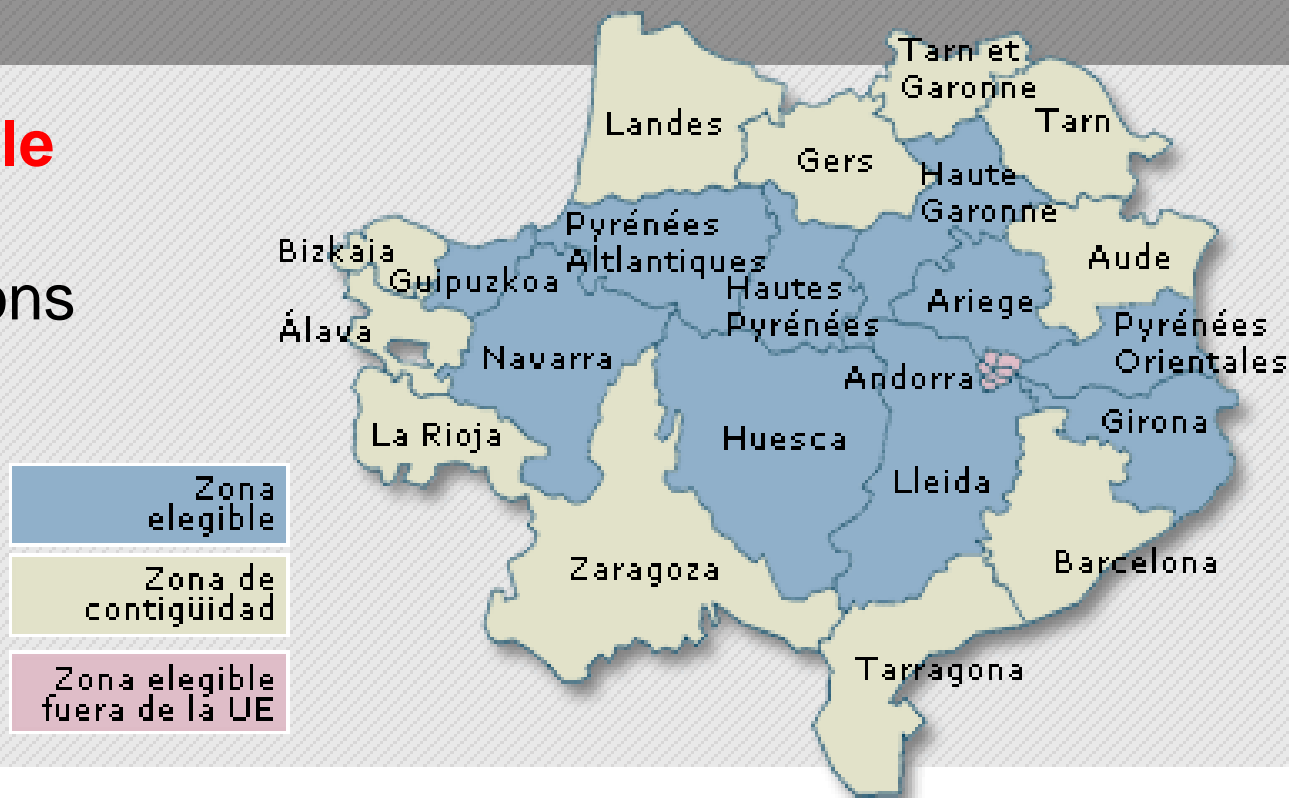 le
ons
Tarn et
Garonne
Landes
Tarn
Gers
Haute
Garonne
Pyrénées
Altlantiques
Bizkaia
Guipuzkoa
Aude
Hautes
Pyrénées
Ariege
Álava
Pyrénées
Orientales
Navarra
Andorra
La Rioja
Huesca
Girona
Lleida
Zona
elegible
Zaragoza
Barcelona
Zona de
contigüidad
Tarragona
Zona elegible
fuera de la UE